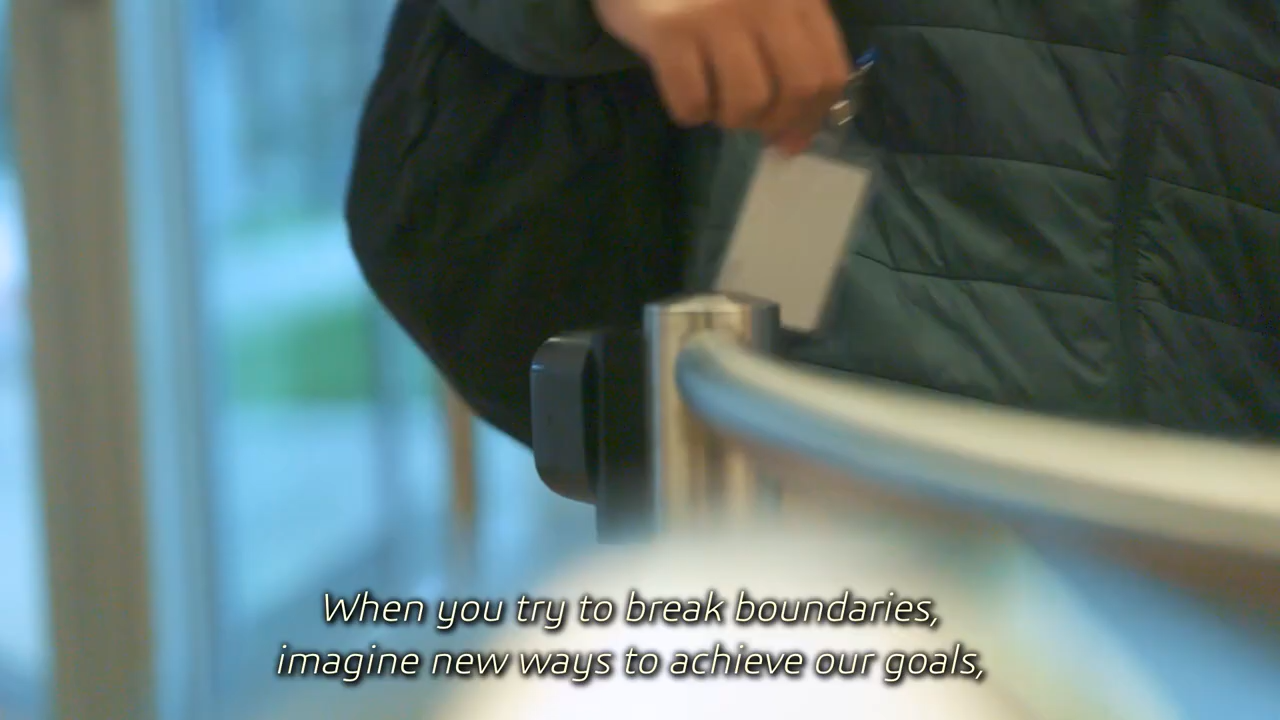 When you try to break boundaries,
imagine new ways to achieve our goals,